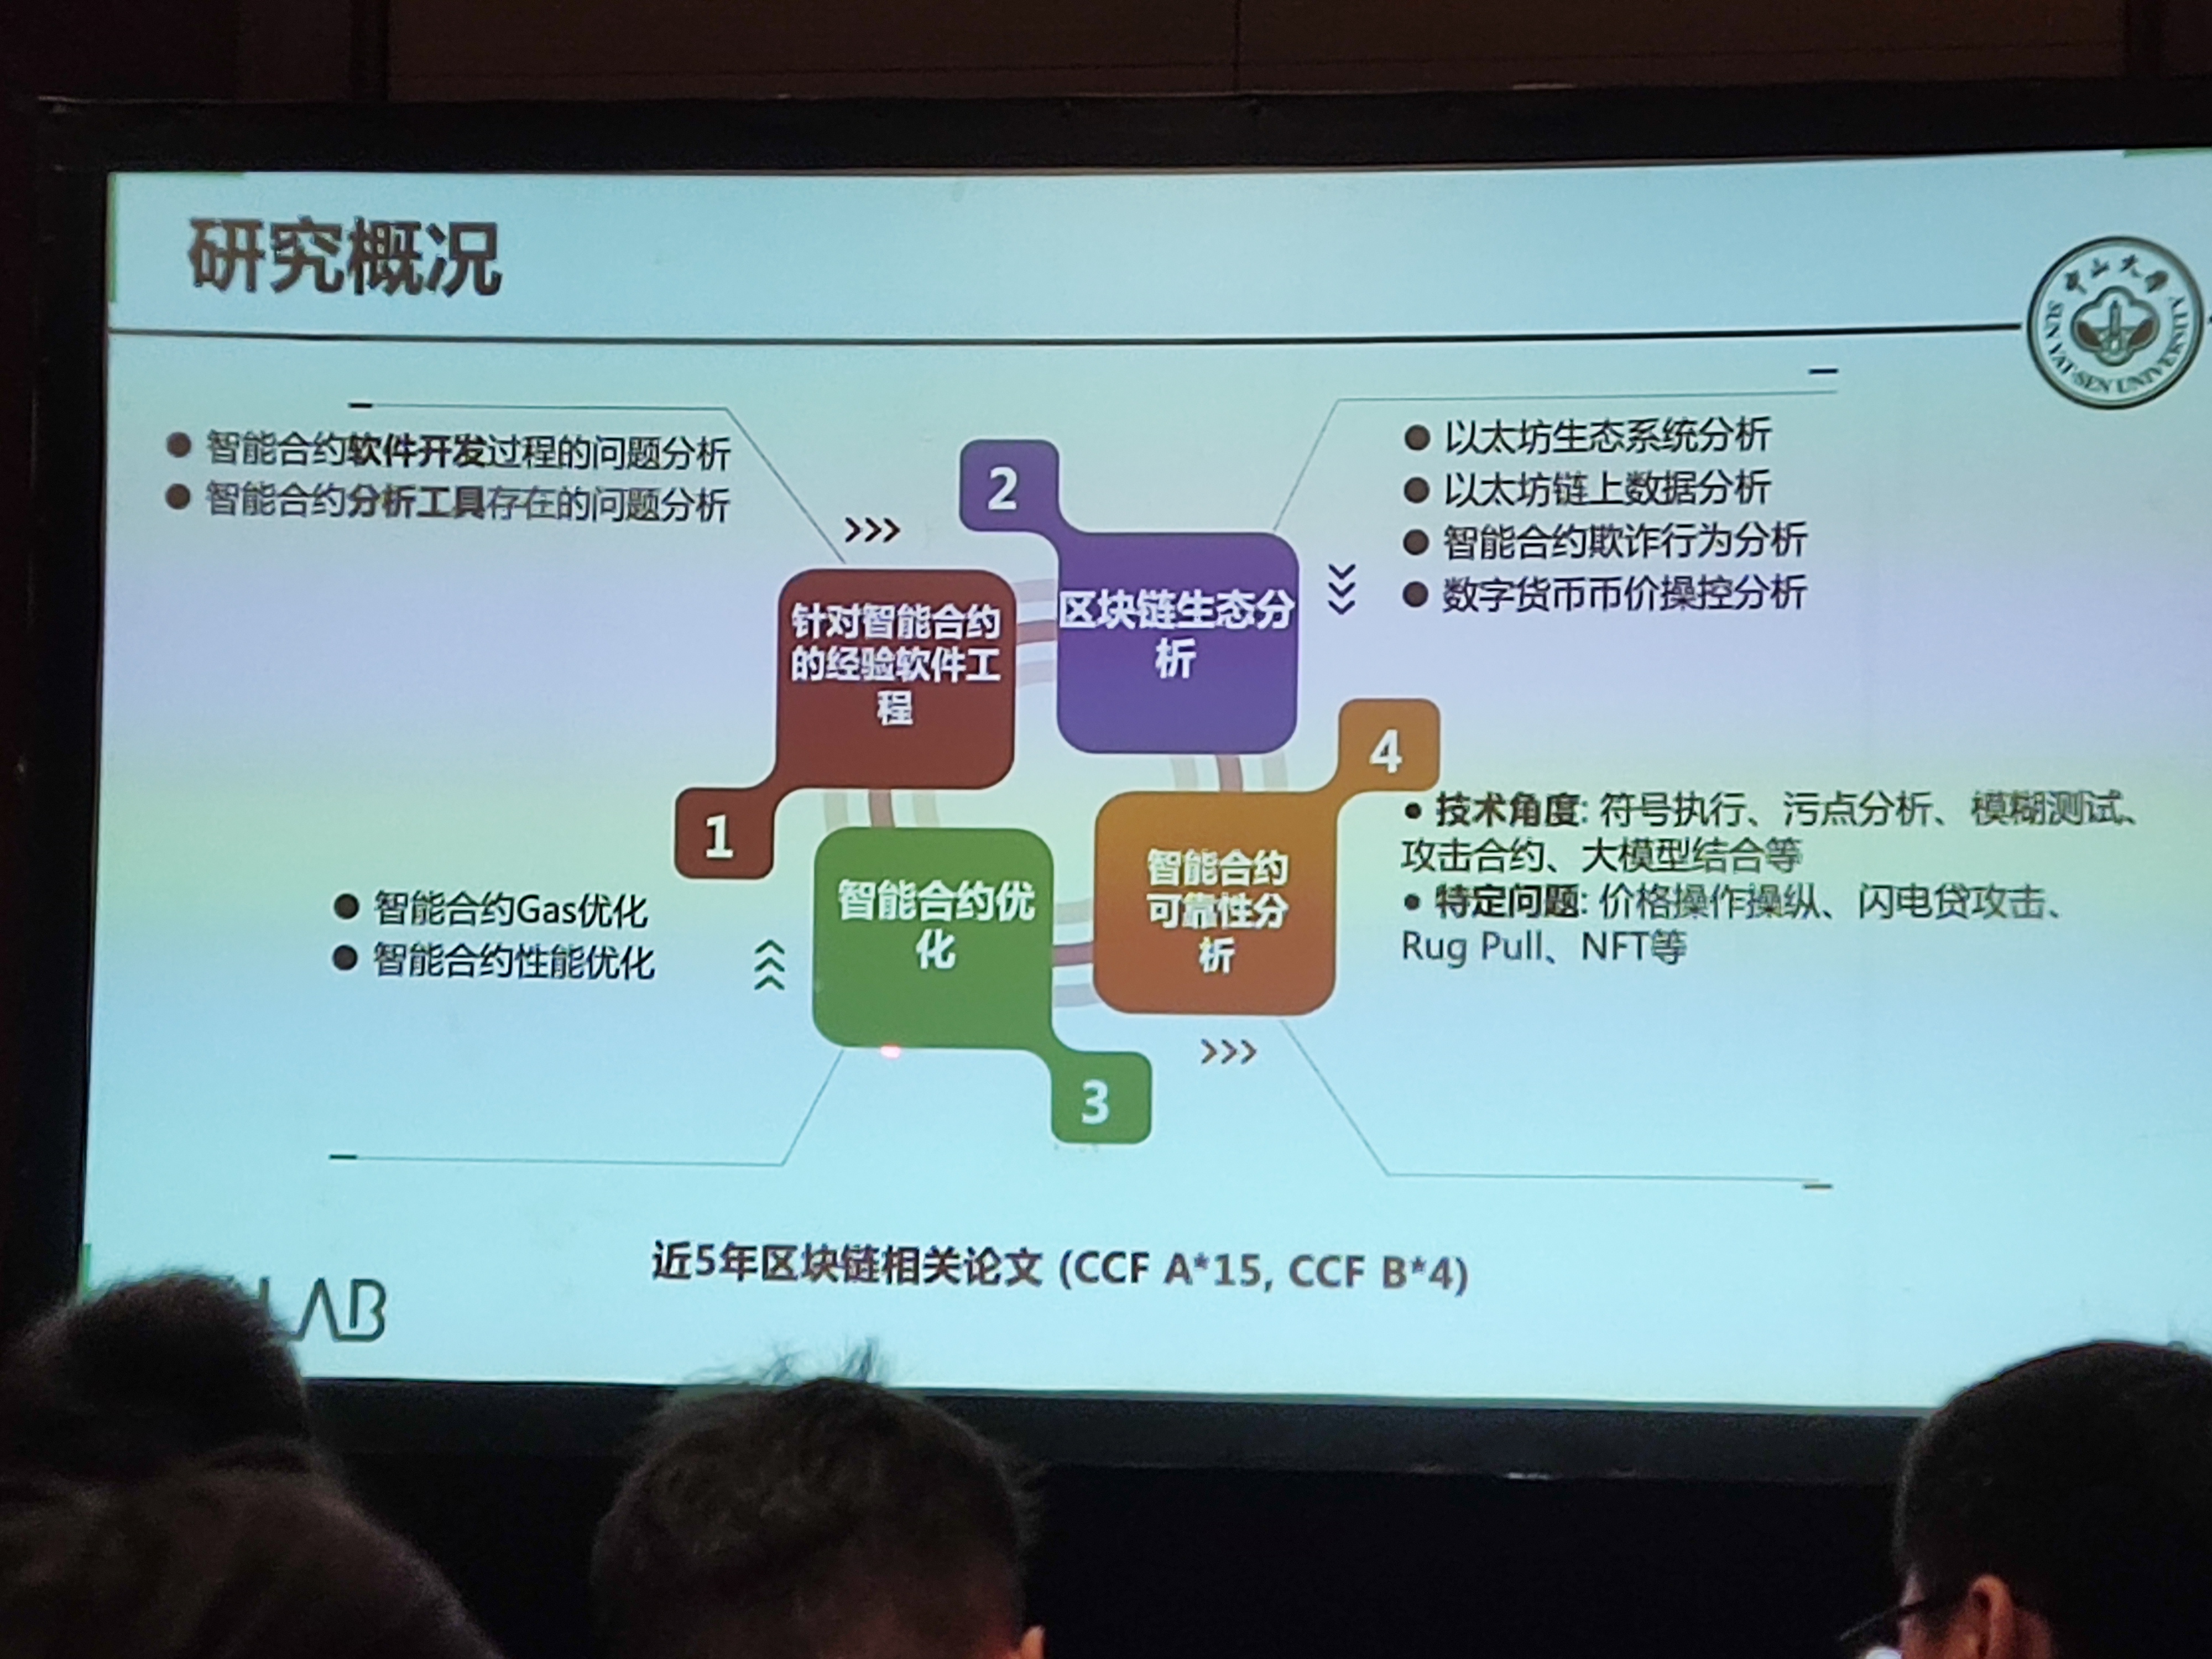 研究概况
中山大学
SUN YAT-SEN UNIVERSITY
● 智能合约软件开发过程的问题分析
● 智能合约分析工具存在的问题分析
>>>
1
针对智能合约
的经验软件工
程
2
区块链生态分
析
● 以太坊生态系统分析
● 以太坊链上数据分析
● 智能合约欺诈行为分析
● 数字货币币价操控分析
● 智能合约Gas优化
● 智能合约性能优化
智能合约优
化
3
4
智能合约
可靠性分
析
>>>
• 技术角度: 符号执行、污点分析、模糊测试、
攻击合约、大模型结合等
• 特定问题: 价格操作操纵、闪电贷攻击、
Rug Pull、NFT等
近5年区块链相关论文 (CCF A*15, CCF B*4)
LAB